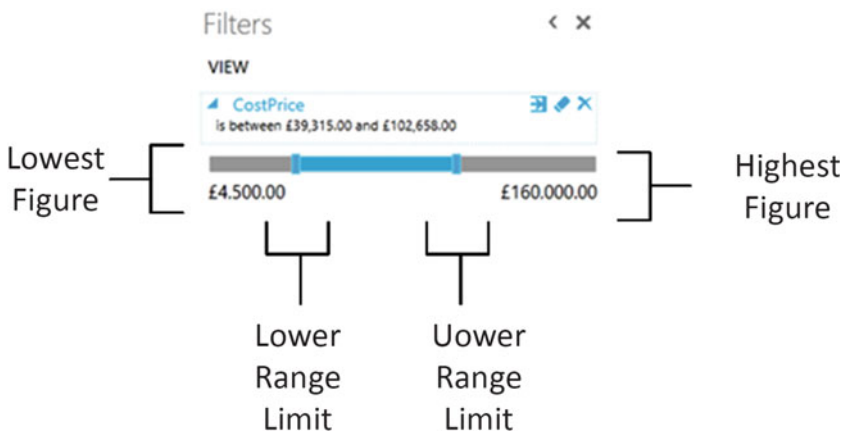 Filters
VIEW
CostPrice
is between £39,315.00 and £102,658.00
Lowest
Figure
£4.500.00
£160.000.00
Highest
Figure
Lower
Range
Limit
Uower
Range
Limit